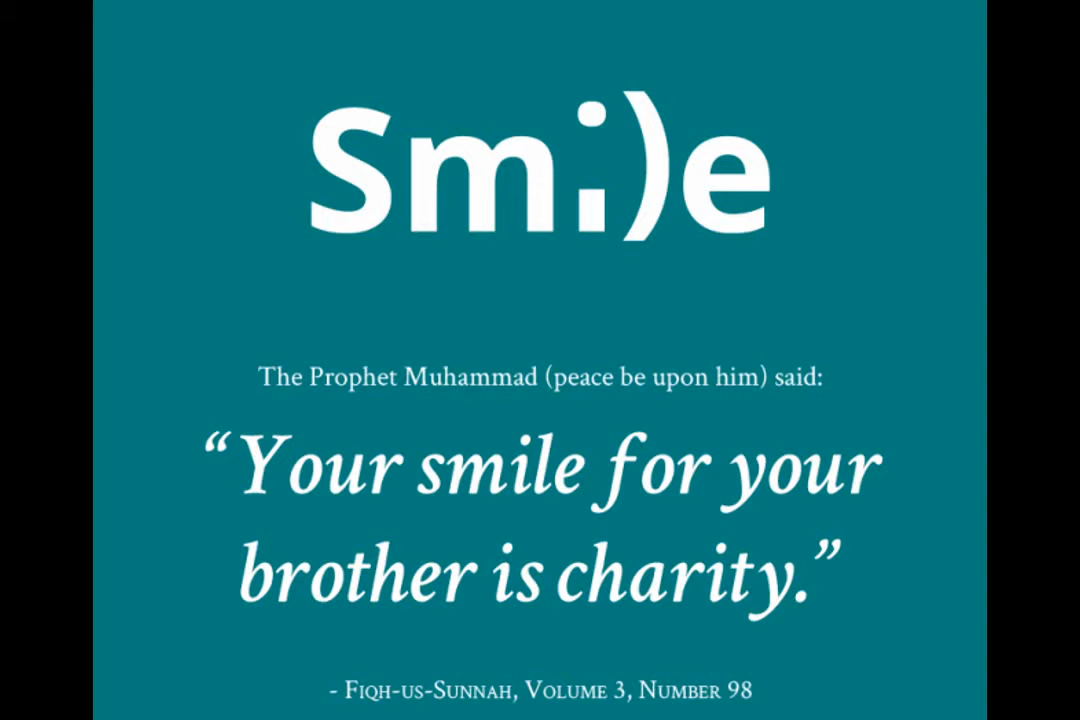 Sm:)e
The Prophet Muhammad (peace be upon him) said:
“Your smile for your
brother is charity.”
- Fiqh-us-Sunnah, Volume 3, Number 98